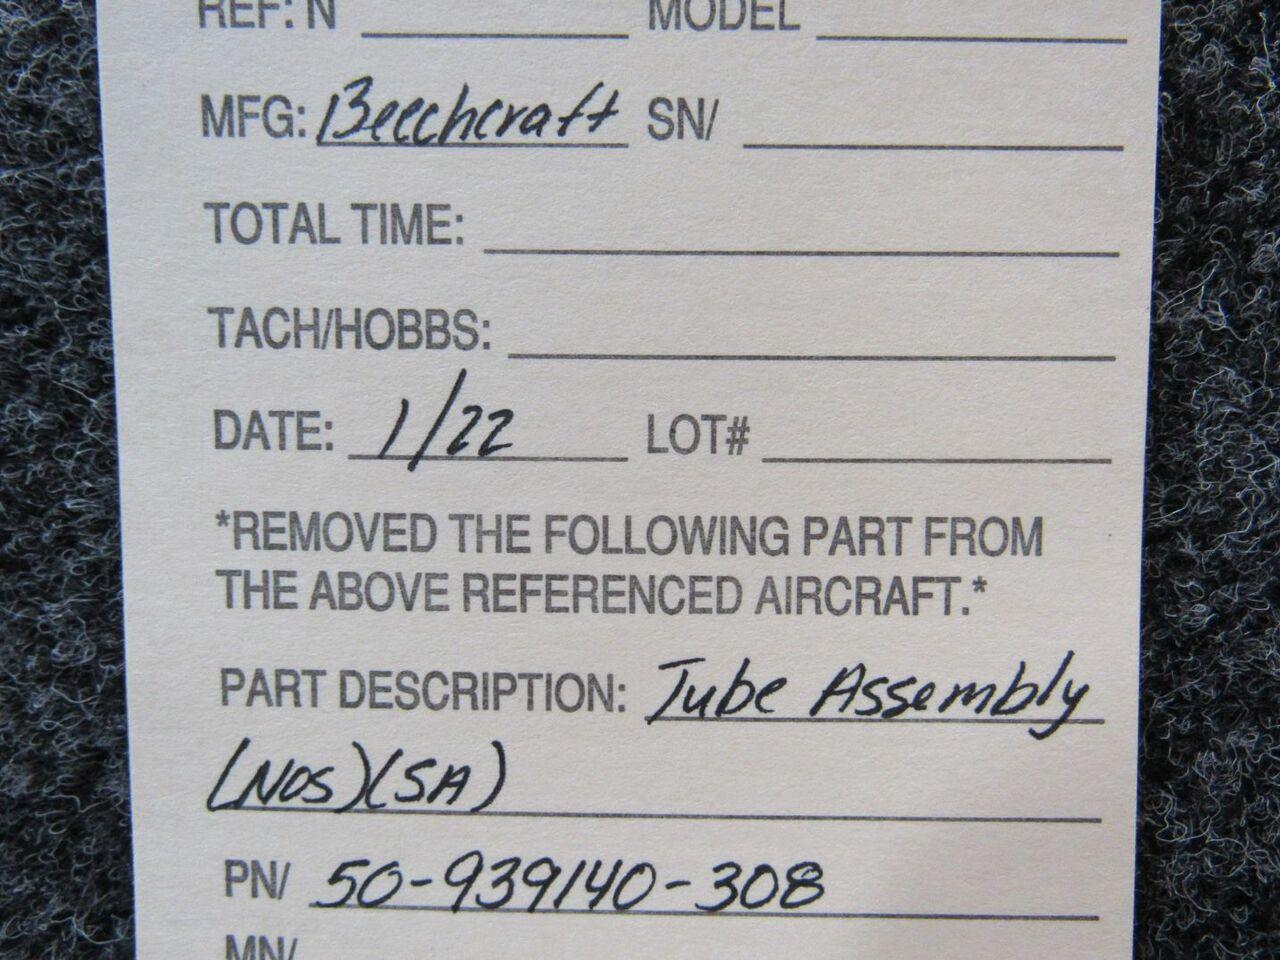 REF: N MODEL
MFG: Beechcraft SN/
TOTAL TIME:
TACH/HOBBS:
DATE: 1/22 LOT#
*REMOVED THE FOLLOWING PART FROM
THE ABOVE REFERENCED AIRCRAFT.*
PART DESCRIPTION: Tube Assembly
(NOS)(SA)
PN/ 50-939140-308
MN/